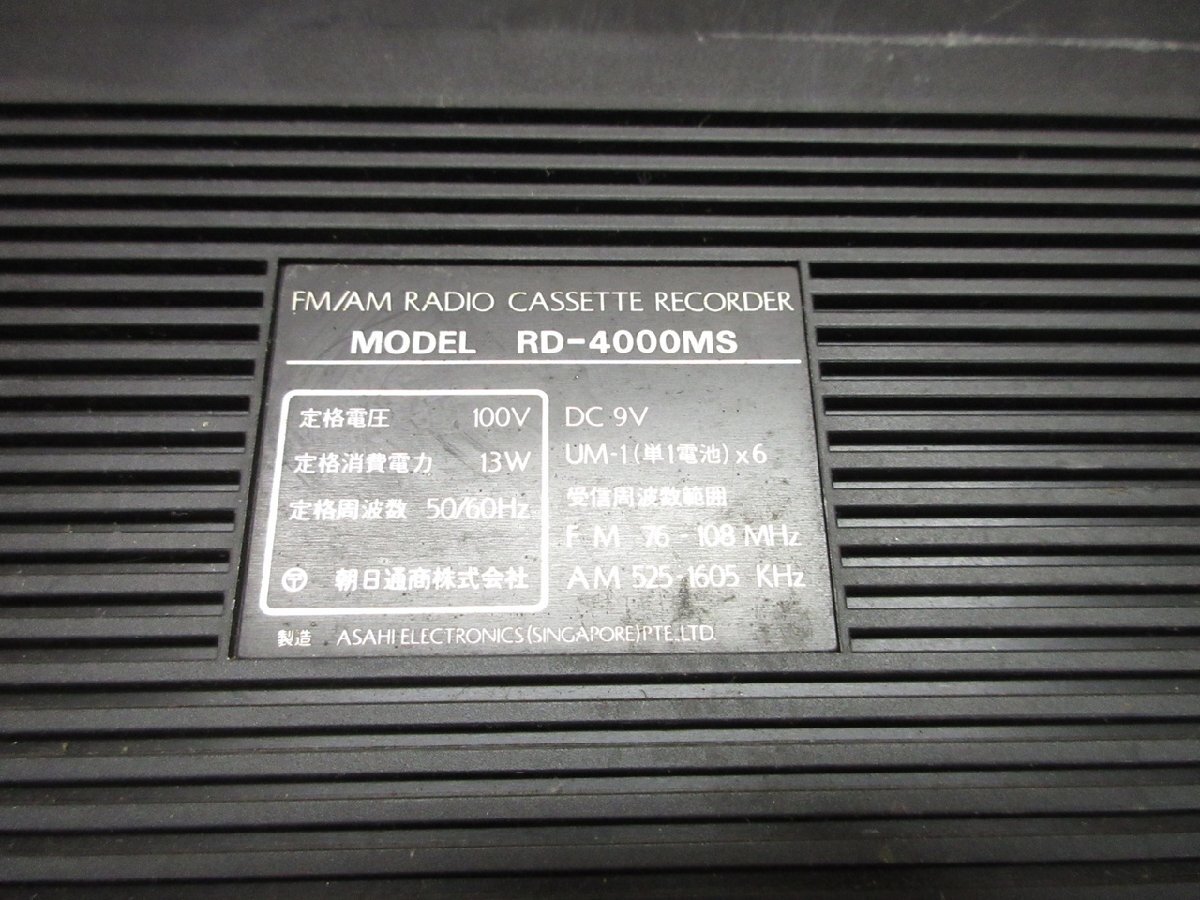 FM/AM RADIO CASSETTE RECORDER
MODEL RD-4000MS
定格電圧 100V
定格消費電力 13W
定格周波数 50/60Hz
〶 朝日通商株式会社
DC 9V
UM-1(単1電池)x6
受信周波数範囲
FM 76-108 MHz
AM 525-1605 KHz
製造 ASAHI ELECTRONICS(SINGAPORE)PTE.,LTD.